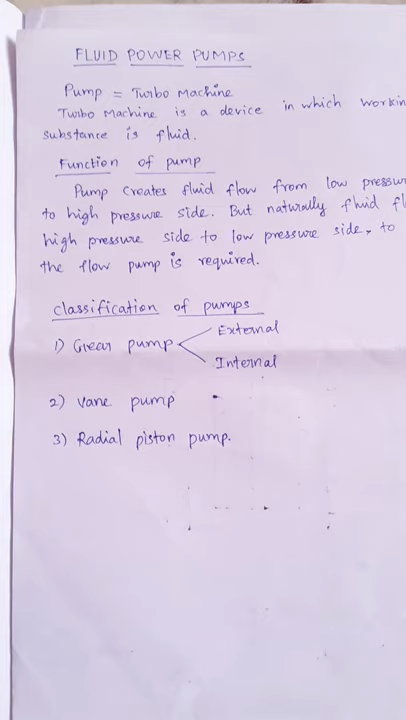 FLUID POWER PUMPS
Pump = Turbo Machine
Turbo Machine is a device in which workin
substance is fluid.
Function of pump
Pump creates fluid flow from low pressur
to high pressure side. But naturally fluid fl
high pressure side to low pressure side, to
the flow pump is required.
Classification of pumps
1) Gear pump
External
Internal
2) Vane pump
3) Radial piston pump.